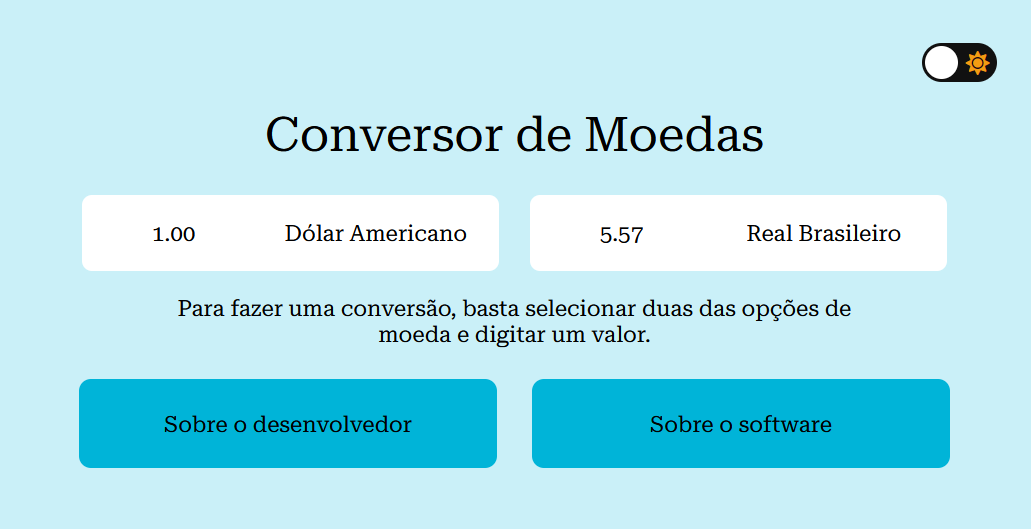 Conversor de Moedas
1.00 Dólar Americano
5.57 Real Brasileiro
Para fazer uma conversão, basta selecionar duas das opções de
moeda e digitar um valor.
Sobre o desenvolvedor
Sobre o software